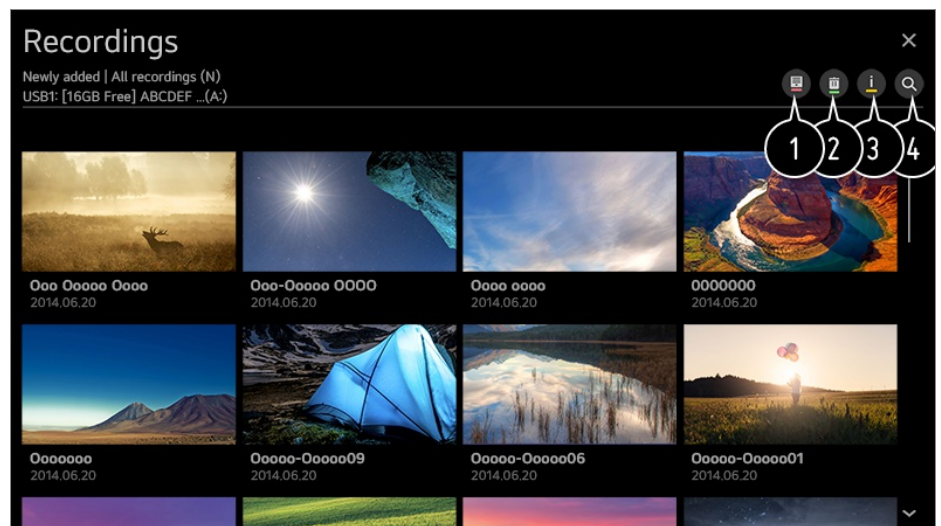 Recordings
Newly added | All recordings (N)
USB1: [16GB Free] ABCDEF ...(A:)
1 2 3 4
Ooo Ooooo Oooo
2014.06.20
Ooo-Ooooo OOOO
2014.06.20
Oooo oooo
2014.06.20
OOOOOOO
2014.06.20
Ooooooo
2014.06.20
Ooooo-Ooooo09
2014.06.20
Ooooo-Ooooo06
2014.06.20
Ooooo-Ooooo01
2014.06.20